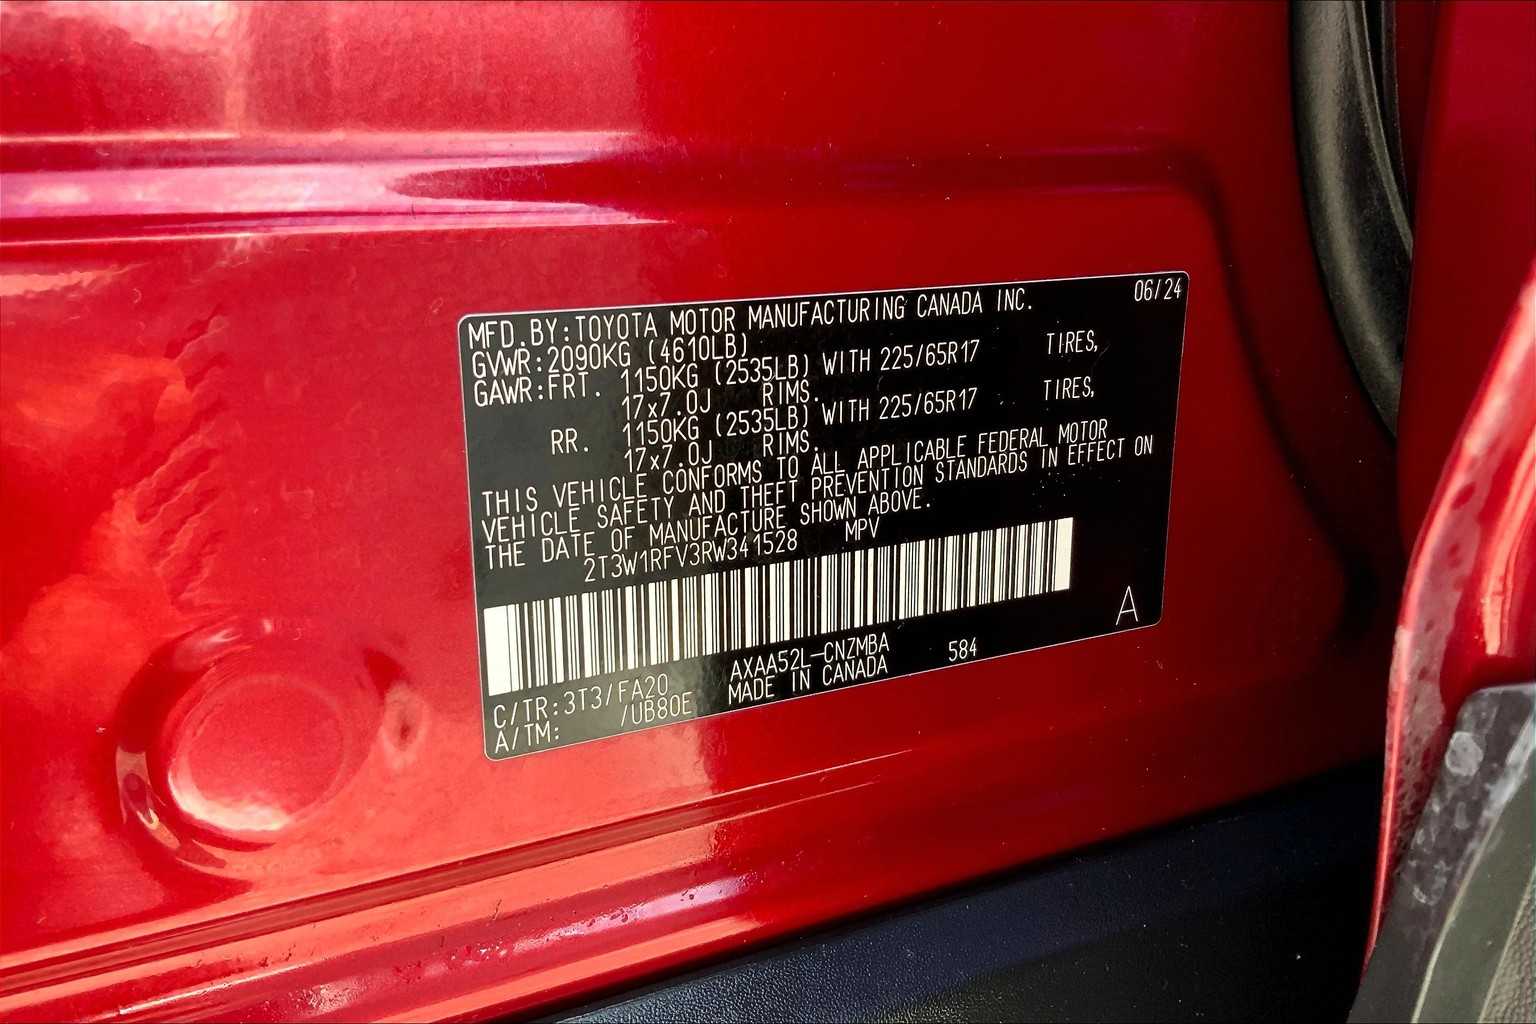 06/24
MFD.BY:TOYOTA MOTOR MANUFACTURING CANADA INC.
GVWR:2090KG (4610LB)
GAWR:FRT. 1150KG (2535LB) WITH 225/65R17 TIRES,
17x7.0J RIMS.
RR. 1150KG (2535LB) WITH 225/65R17 TIRES,
17x7.0J RIMS.
THIS VEHICLE CONFORMS TO ALL APPLICABLE FEDERAL MOTOR
VEHICLE SAFETY AND THEFT PREVENTION STANDARDS IN EFFECT ON
THE DATE OF MANUFACTURE SHOWN ABOVE.
2T3W1RFV3RW341528 MPV
A
AXAA52L-CNZMBA 584
C/TR:3T3/FA20 MADE IN CANADA
A/TM: /UB80E